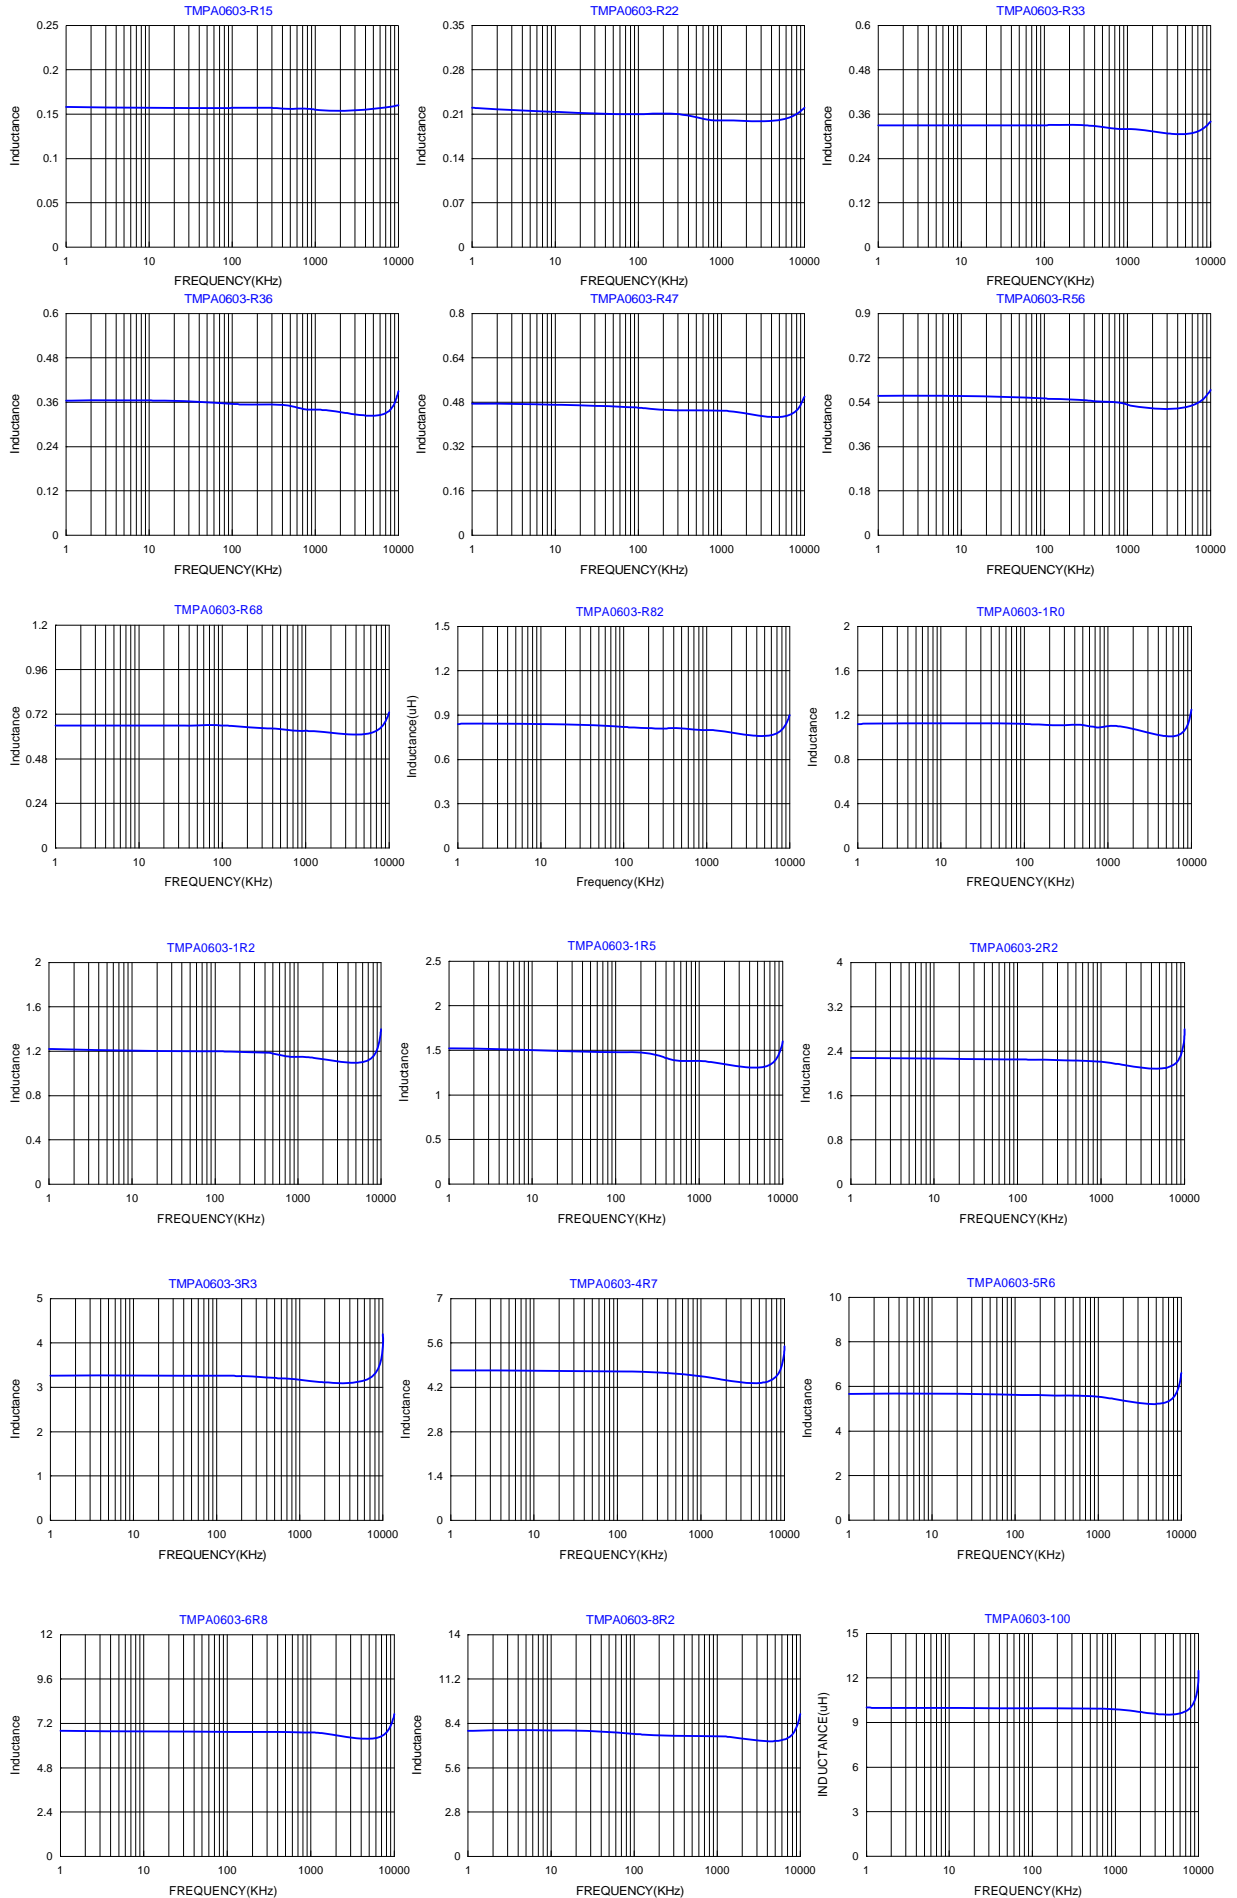 TMPA0603-R15
0.25
0.2
0.15
0.1
0.05
0
Inductance
1 10 100 1000 10000
FREQUENCY(KHz)
TMPA0603-R22
0.35
0.28
0.21
0.14
0.07
0
Inductance
1 10 100 1000 10000
FREQUENCY(KHz)
TMPA0603-R33
0.6
0.48
0.36
0.24
0.12
0
Inductance
1 10 100 1000 10000
FREQUENCY(KHz)
TMPA0603-R36
0.6
0.48
0.36
0.24
0.12
0
Inductance
1 10 100 1000 10000
FREQUENCY(KHz)
TMPA0603-R47
0.8
0.64
0.48
0.32
0.16
0
Inductance
1 10 100 1000 10000
FREQUENCY(KHz)
TMPA0603-R56
0.9
0.72
0.54
0.36
0.18
0
Inductance
1 10 100 1000 10000
FREQUENCY(KHz)
TMPA0603-R68
1.2
0.96
0.72
0.48
0.24
0
Inductance
1 10 100 1000 10000
FREQUENCY(KHz)
TMPA0603-R82
1.5
1.2
0.9
0.6
0.3
0
Inductance(uH)
1 10 100 1000 10000
Frequency(KHz)
TMPA0603-1R0
2
1.6
1.2
0.8
0.4
0
Inductance
1 10 100 1000 10000
FREQUENCY(KHz)
TMPA0603-1R2
2
1.6
1.2
0.8
0.4
0
Inductance
1 10 100 1000 10000
FREQUENCY(KHz)
TMPA0603-1R5
2.5
2
1.5
1
0.5
0
Inductance
1 10 100 1000 10000
FREQUENCY(KHz)
TMPA0603-2R2
4
3.2
2.4
1.6
0.8
0
Inductance
1 10 100 1000 10000
FREQUENCY(KHz)
TMPA0603-3R3
5
4
3
2
1
0
Inductance
1 10 100 1000 10000
FREQUENCY(KHz)
TMPA0603-4R7
7
5.6
4.2
2.8
1.4
0
Inductance
1 10 100 1000 10000
FREQUENCY(KHz)
TMPA0603-5R6
10
8
6
4
2
0
Inductance
1 10 100 1000 10000
FREQUENCY(KHz)
TMPA0603-6R8
12
9.6
7.2
4.8
2.4
0
Inductance
1 10 100 1000 10000
FREQUENCY(KHz)
TMPA0603-8R2
14
11.2
8.4
5.6
2.8
0
Inductance
1 10 100 1000 10000
FREQUENCY(KHz)
TMPA0603-100
15
12
9
6
3
0
INDUCTANCE(uH)
1 10 100 1000 10000
FREQUENCY(KHz)